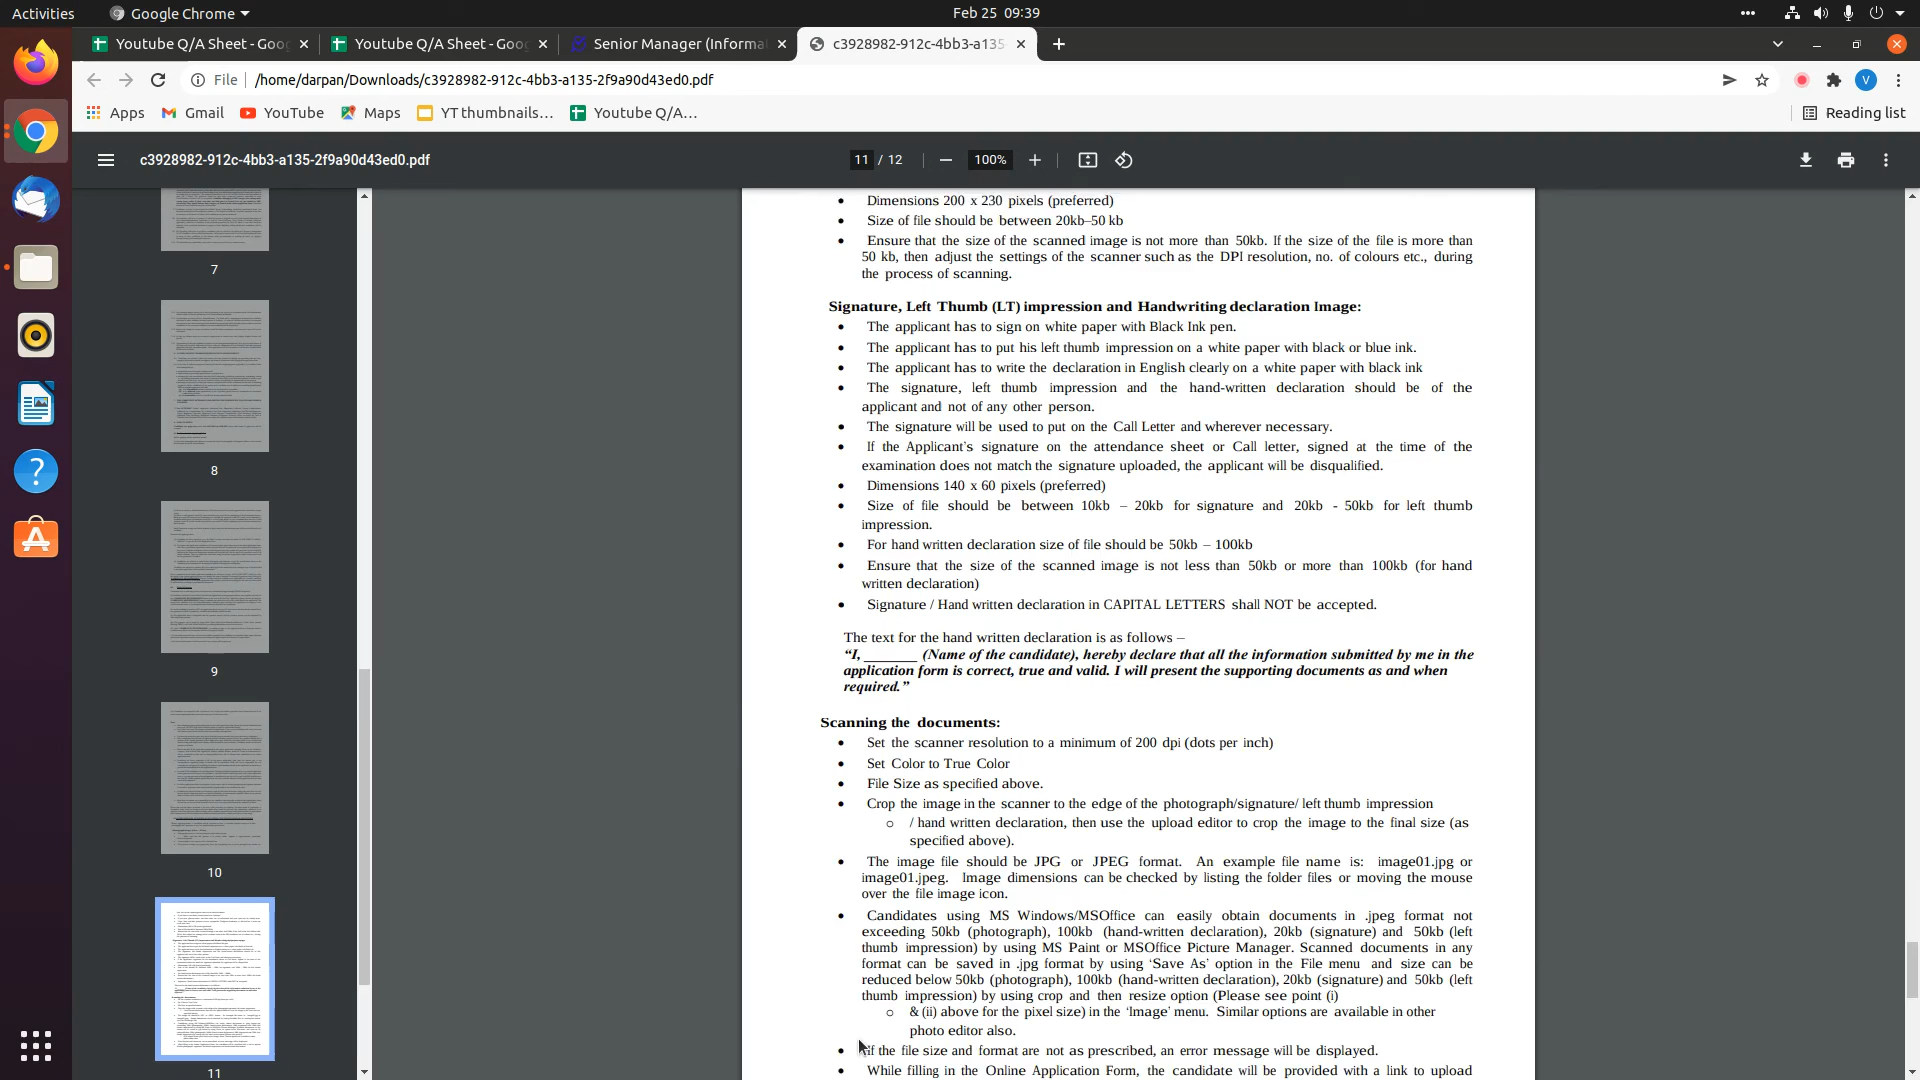 Activities
Google Chrome
Feb 25 09:39
Youtube Q/A Sheet - Goog
Youtube Q/A Sheet - Goog
Senior Manager (Informa
c3928982-912c-4bb3-a135
File
/home/darpan/Downloads/c3928982-912c-4bb3-a135-2f9a90d43ed0.pdf
V
Apps
Gmail
YouTube
Maps
YT thumbnails...
Youtube Q/A...
Reading list
c3928982-912c-4bb3-a135-2f9a90d43ed0.pdf
11 / 12
100%
7
8
9
10
11
• Dimensions 200 x 230 pixels (preferred)
• Size of file should be between 20kb–50 kb
• Ensure that the size of the scanned image is not more than 50kb. If the size of the file is more than
50 kb, then adjust the settings of the scanner such as the DPI resolution, no. of colours etc., during
the process of scanning.
Signature, Left Thumb (LT) impression and Handwriting declaration Image:
• The applicant has to sign on white paper with Black Ink pen.
• The applicant has to put his left thumb impression on a white paper with black or blue ink.
• The applicant has to write the declaration in English clearly on a white paper with black ink
• The signature, left thumb impression and the hand-written declaration should be of the
applicant and not of any other person.
• The signature will be used to put on the Call Letter and wherever necessary.
• If the Applicant's signature on the attendance sheet or Call letter, signed at the time of the
examination does not match the signature uploaded, the applicant will be disqualified.
• Dimensions 140 x 60 pixels (preferred)
• Size of file should be between 10kb – 20kb for signature and 20kb - 50kb for left thumb
impression.
• For hand written declaration size of file should be 50kb – 100kb
• Ensure that the size of the scanned image is not less than 50kb or more than 100kb (for hand
written declaration)
• Signature / Hand written declaration in CAPITAL LETTERS shall NOT be accepted.
The text for the hand written declaration is as follows –
“I, _______ (Name of the candidate), hereby declare that all the information submitted by me in the
application form is correct, true and valid. I will present the supporting documents as and when
required.”
Scanning the documents:
• Set the scanner resolution to a minimum of 200 dpi (dots per inch)
• Set Color to True Color
• File Size as specified above.
• Crop the image in the scanner to the edge of the photograph/signature/ left thumb impression
o / hand written declaration, then use the upload editor to crop the image to the final size (as
specified above).
• The image file should be JPG or JPEG format. An example file name is: image01.jpg or
image01.jpeg. Image dimensions can be checked by listing the folder files or moving the mouse
over the file image icon.
• Candidates using MS Windows/MSOffice can easily obtain documents in .jpeg format not
exceeding 50kb (photograph), 100kb (hand-written declaration), 20kb (signature) and 50kb (left
thumb impression) by using MS Paint or MSOffice Picture Manager. Scanned documents in any
format can be saved in .jpg format by using ‘Save As’ option in the File menu and size can be
reduced below 50kb (photograph), 100kb (hand-written declaration), 20kb (signature) and 50kb (left
thumb impression) by using crop and then resize option (Please see point (i)
o & (ii) above for the pixel size) in the ‘Image’ menu. Similar options are available in other
photo editor also.
• If the file size and format are not as prescribed, an error message will be displayed.
• While filling in the Online Application Form, the candidate will be provided with a link to upload